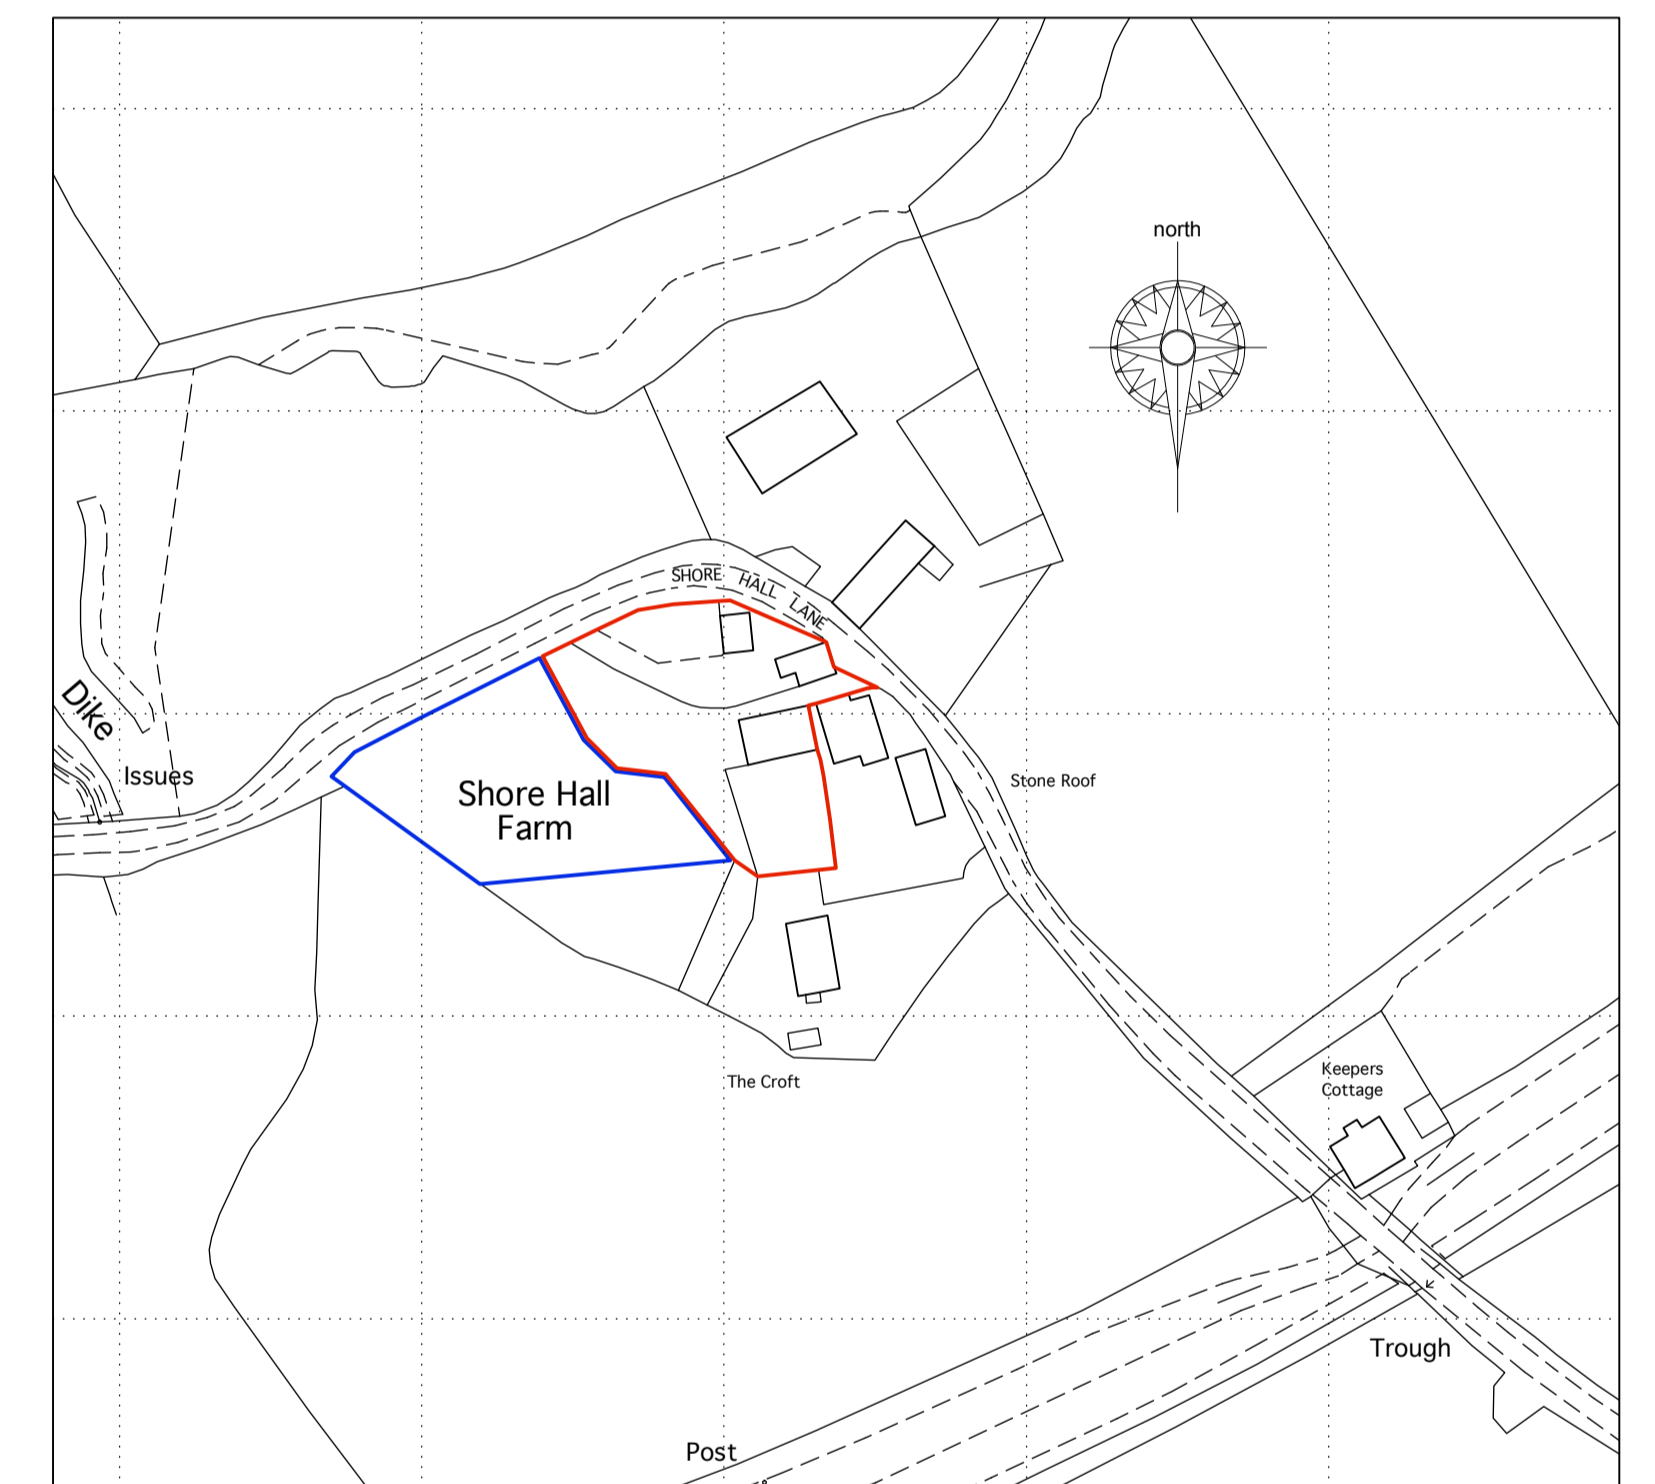 north
SHORE HALL LANE
Dike
Issues
Shore Hall
Farm
Stone Roof
The Croft
Keepers
Cottage
Trough
Post